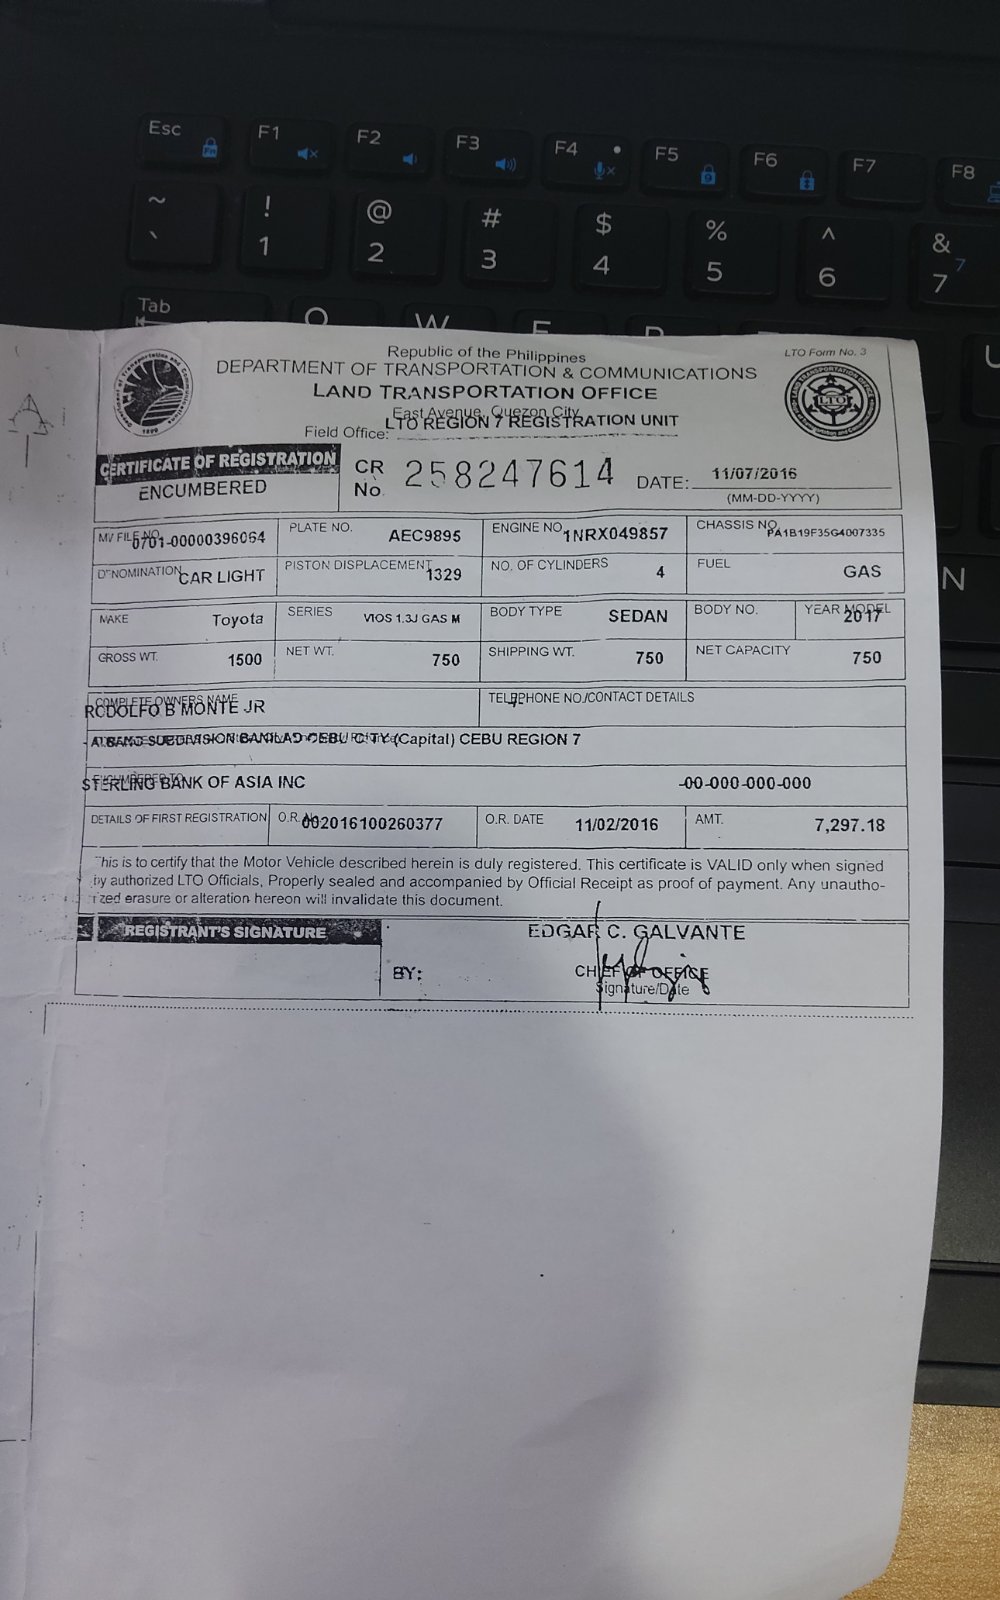 Esc F1 F2 F3 F4 F5 F6 F7 F8
~ ! @ # $ % ^ &
` 1 2 3 4 5 6 7 7
Tab
U
N
LTO Form No. 3
Republic of the Philippines
DEPARTMENT OF TRANSPORTATION & COMMUNICATIONS
LAND TRANSPORTATION OFFICE
East Avenue, Quezon City
Field Office: LTO REGION 7 REGISTRATION UNIT
LTO
1899
CERTIFICATE OF REGISTRATION
ENCUMBERED
CR No. 258247614 DATE: 11/07/2016
(MM-DD-YYYY)
MV FILE NO. 0701-00000396064 PLATE NO. AEC9895 ENGINE NO. 1NRX049857 CHASSIS NO. PA1B19F35G4007335
DENOMINATION CAR LIGHT PISTON DISPLACEMENT 1329 NO. OF CYLINDERS 4 FUEL GAS
MAKE Toyota SERIES VIOS 1.3J GAS M BODY TYPE SEDAN BODY NO. YEAR MODEL 2017
GROSS WT. 1500 NET WT. 750 SHIPPING WT. 750 NET CAPACITY 750
COMPLETE OWNERS NAME TELEPHONE NO./CONTACT DETAILS
RODOLFO B MONTE JR
SUBDIVISION BANILAD CEBU CITY (Capital) CEBU REGION 7
ENCUMBERED TO
STERLING BANK OF ASIA INC -00-000-000-000
DETAILS OF FIRST REGISTRATION O.R. No. 002016100260377 O.R. DATE 11/02/2016 AMT. 7,297.18
This is to certify that the Motor Vehicle described herein is duly registered. This certificate is VALID only when signed
by authorized LTO Officials, Properly sealed and accompanied by Official Receipt as proof of payment. Any unautho-
rized erasure or alteration hereon will invalidate this document.
REGISTRANT'S SIGNATURE
EDGAR C. GALVANTE
BY: CHIEF OF OFFICE
Signature/Date